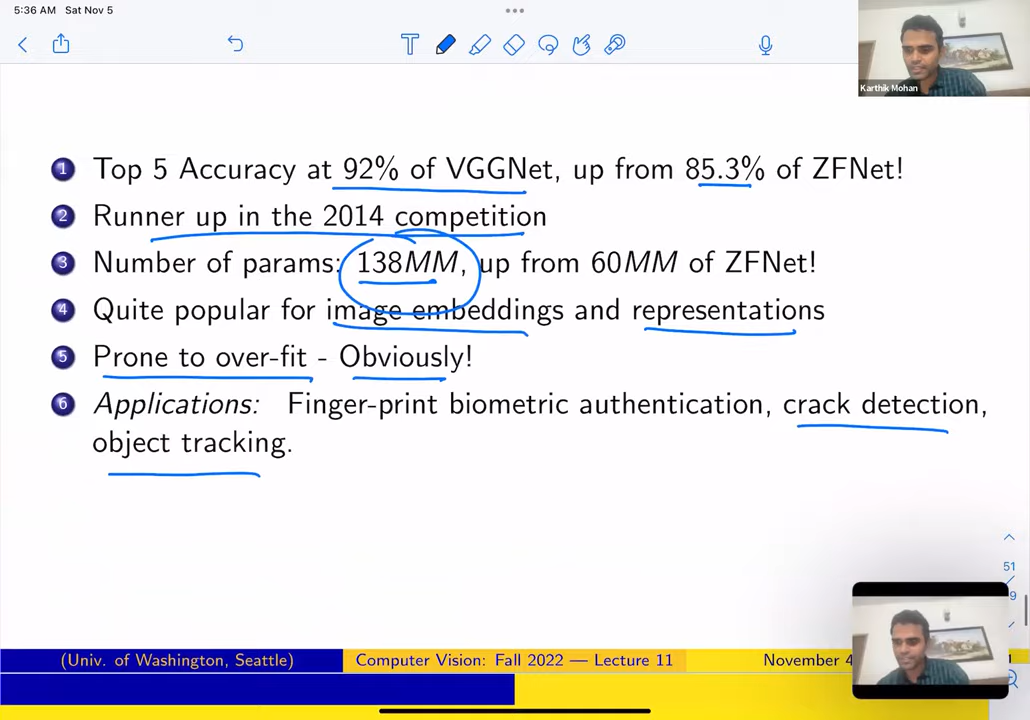 5:36 AM Sat Nov 5
Karthik Mohan
1 Top 5 Accuracy at 92% of VGGNet, up from 85.3% of ZFNet!
2 Runner up in the 2014 competition
3 Number of params: 138MM, up from 60MM of ZFNet!
4 Quite popular for image embeddings and representations
5 Prone to over-fit - Obviously!
6 Applications: Finger-print biometric authentication, crack detection,
object tracking.
51
9
(Univ. of Washington, Seattle) Computer Vision: Fall 2022 — Lecture 11 November 4